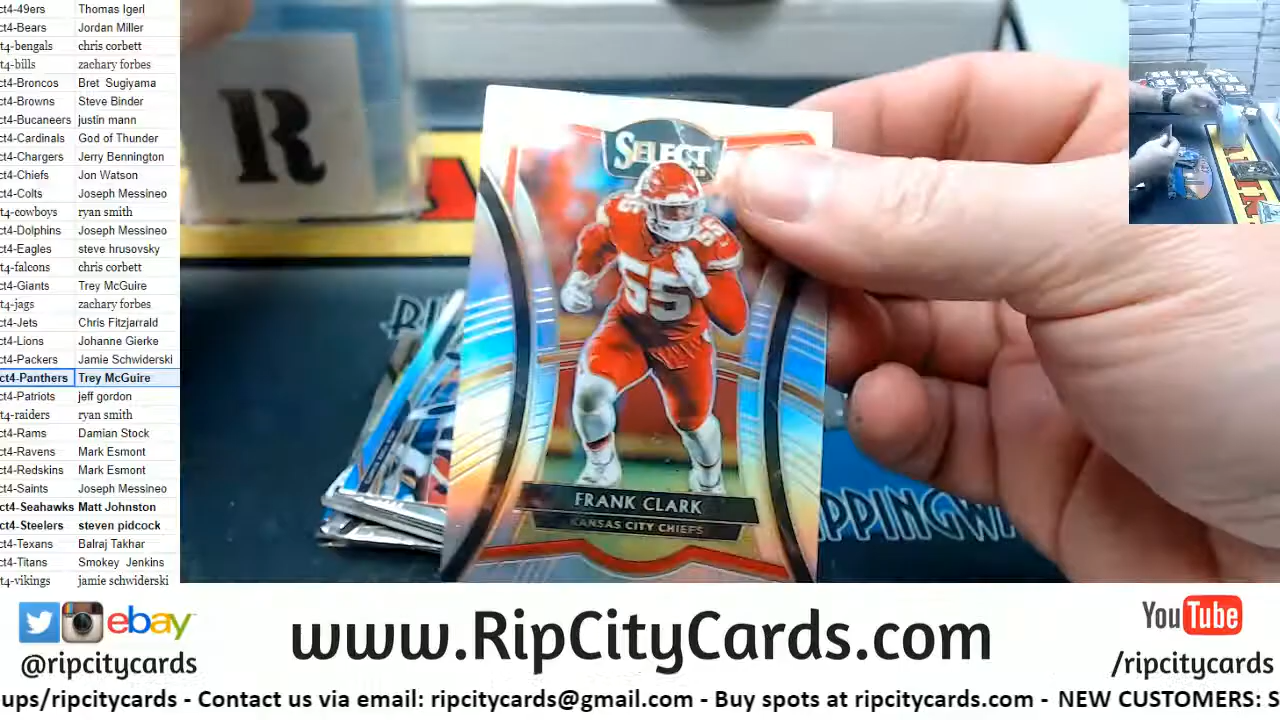 ct4-49ers Thomas Igerl
ct4-Bears Jordan Miller
t4-bengals chris corbett
t4-bills zachary forbes
ct4-Broncos Bret Sugiyama
ct4-Browns Steve Binder
ct4-Bucaneers justin mann
ct4-Cardinals God of Thunder
ct4-Chargers Jerry Bennington
ct4-Chiefs Jon Watson
ct4-Colts Joseph Messineo
t4-cowboys ryan smith
ct4-Dolphins Joseph Messineo
ct4-Eagles steve hrusovsky
t4-falcons chris corbett
ct4-Giants Trey McGuire
t4-jags zachary forbes
ct4-Jets Chris Fitzjarrald
ct4-Lions Johanne Gierke
ct4-Packers Jamie Schwiderski
ct4-Panthers Trey McGuire
ct4-Patriots jeff gordon
t4-raiders ryan smith
ct4-Rams Damian Stock
ct4-Ravens Mark Esmont
ct4-Redskins Mark Esmont
ct4-Saints Joseph Messineo
ct4-Seahawks Matt Johnston
ct4-Steelers steven pidcock
ct4-Texans Balraj Takhar
ct4-Titans Smokey Jenkins
t4-vikings jamie schwiderski
R
SELECT
55
55
FRANK CLARK
KANSAS CITY CHIEFS
RI
PPINGW
ebay
@ripcitycards
www.RipCityCards.com
YouTube
/ripcitycards
ups/ripcitycards - Contact us via email: ripcitycards@gmail.com - Buy spots at ripcitycards.com - NEW CUSTOMERS: S